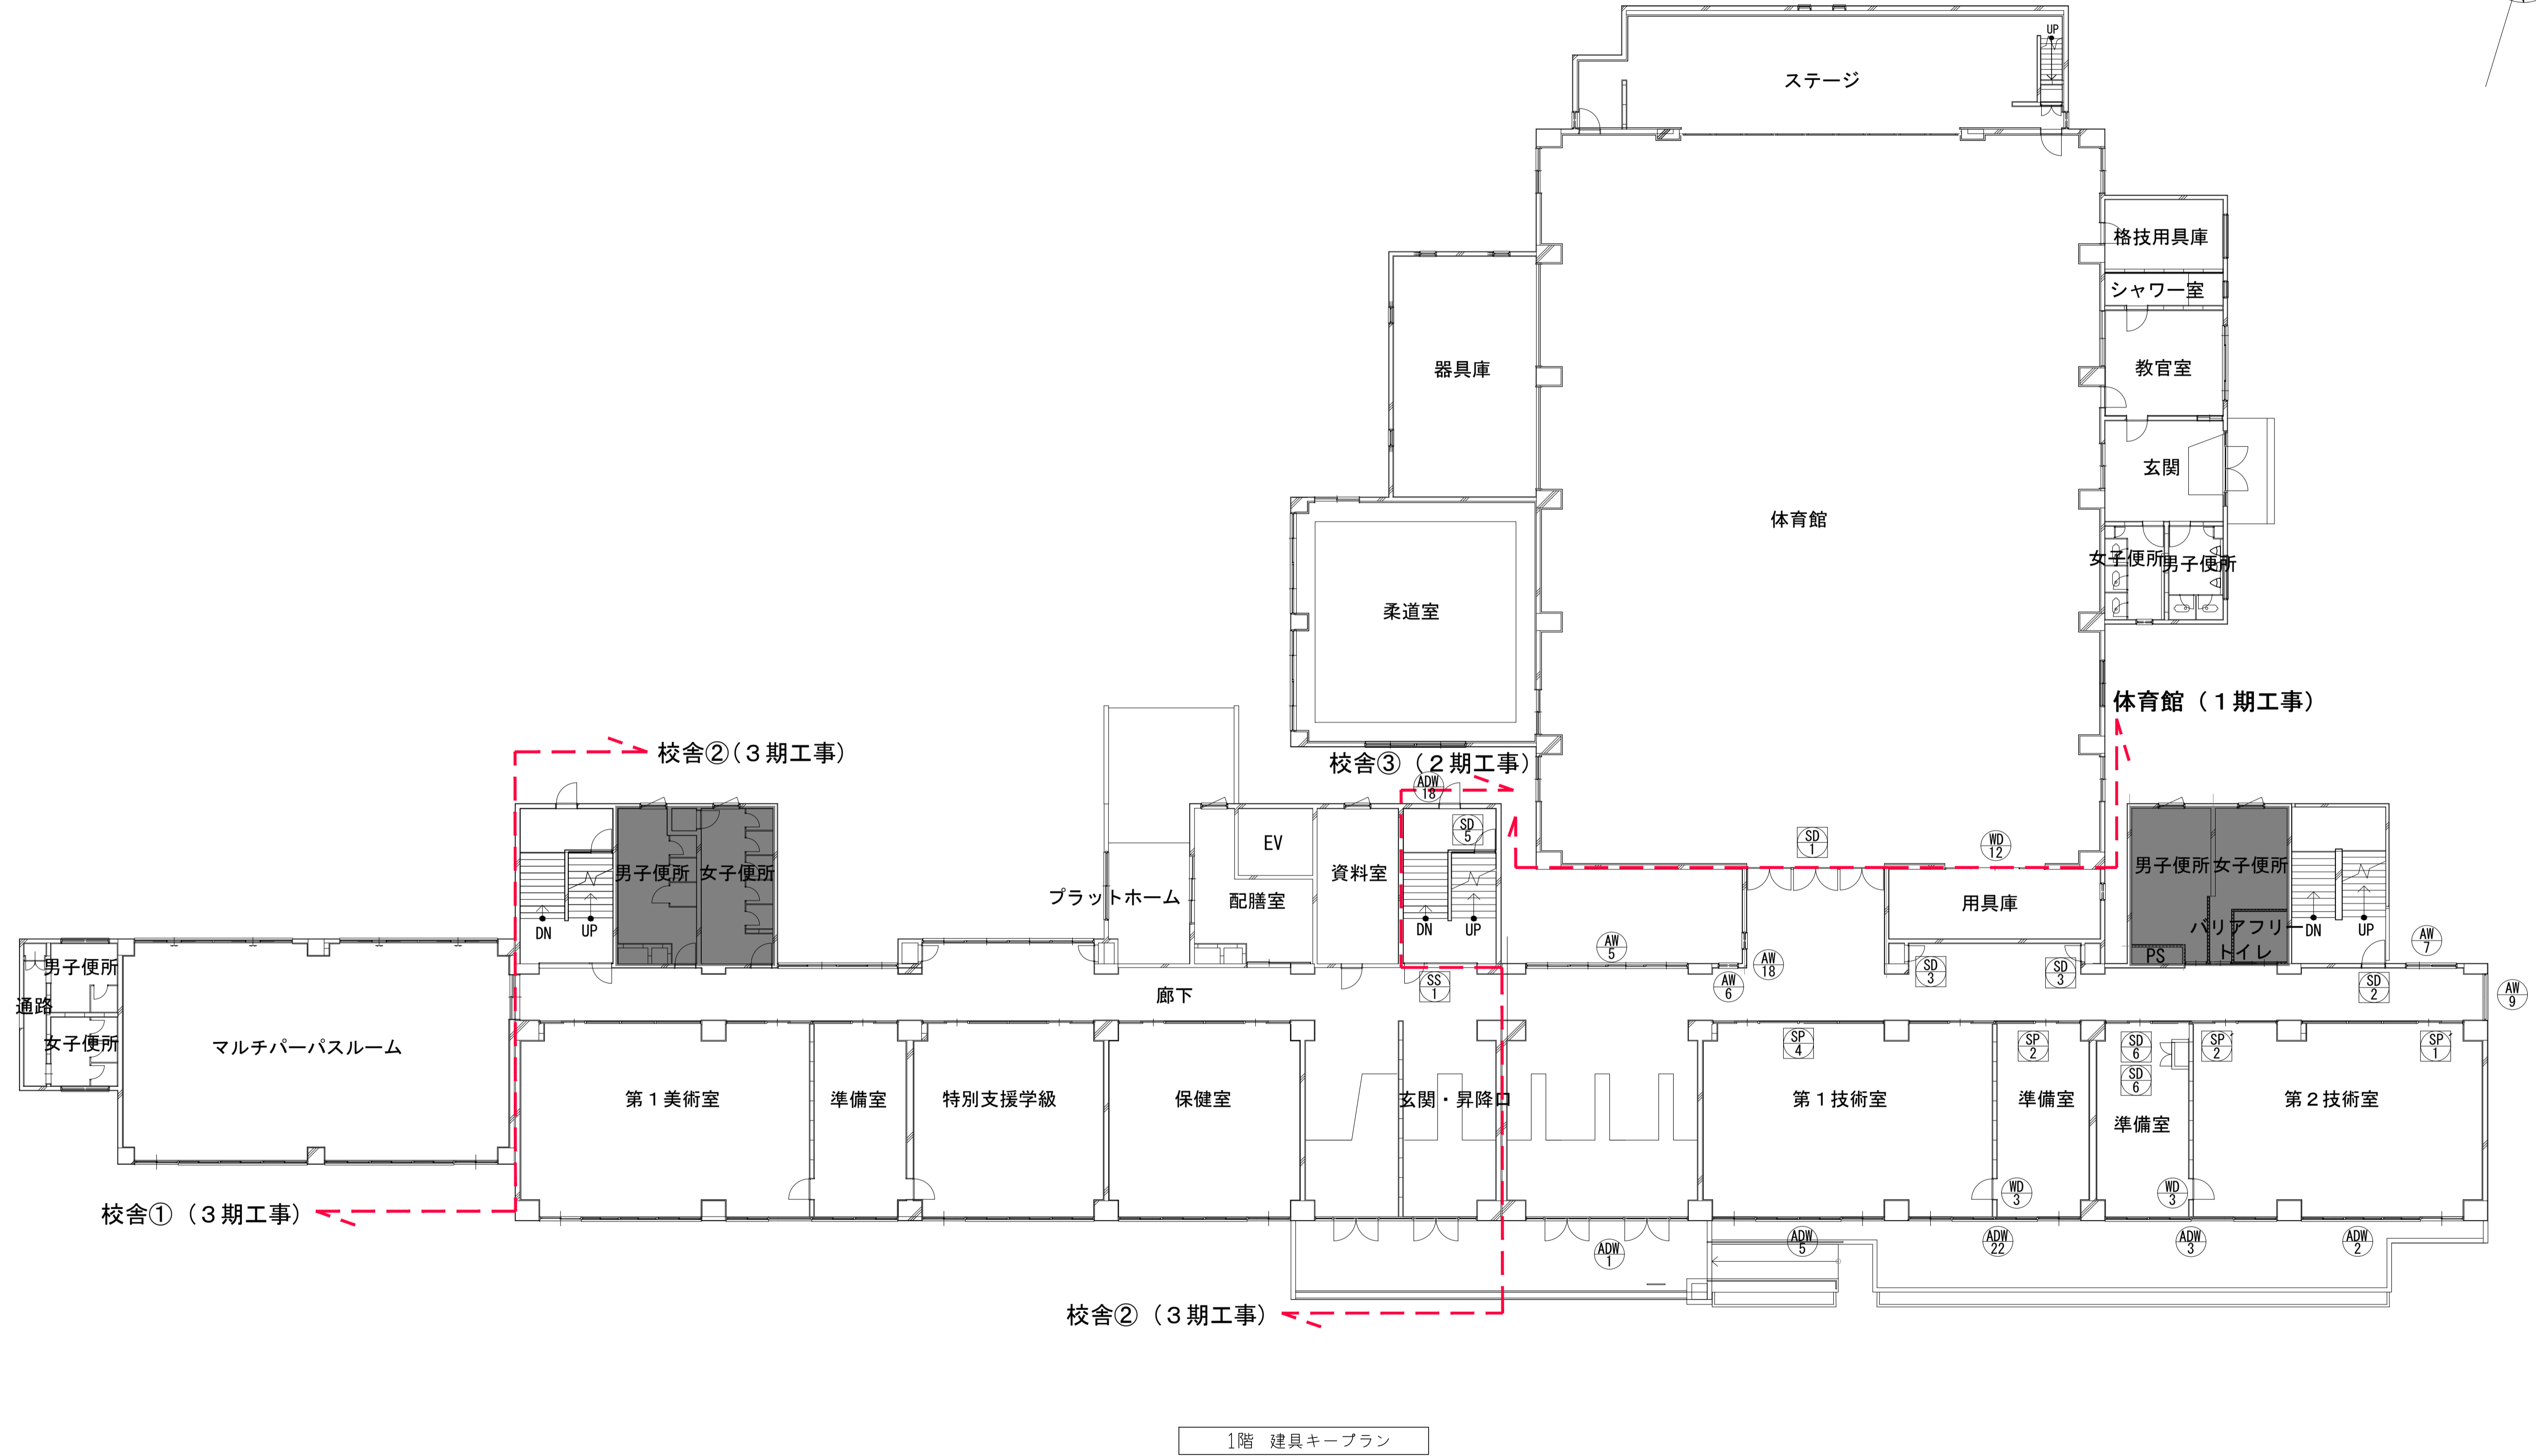 UP
ステージ
格技用具庫
シャワー室
器具庫
教官室
玄関
体育館
女子便所
男子便所
柔道室
体育館（１期工事）
校舎②(３期工事)
校舎③（２期工事）
ADW
18
SD
5
SD
1
WD
12
EV
男子便所
女子便所
資料室
男子便所
女子便所
プラットホーム
配膳室
用具庫
DN
UP
DN
UP
バリアフリー
トイレ
DN
UP
PS
AW
5
AW
18
AW
6
AW
7
SD
3
SD
3
SD
2
AW
9
男子便所
通路
女子便所
廊下
SS
1
マルチパーパスルーム
SP
4
SP
2
SD
6
SD
6
SP
2
SP
1
第１美術室
準備室
特別支援学級
保健室
玄関・昇降口
第１技術室
準備室
準備室
第２技術室
WD
3
WD
3
校舎①（３期工事）
ADW
1
ADW
5
ADW
22
ADW
3
ADW
2
校舎②（３期工事）
1階　建具キープラン